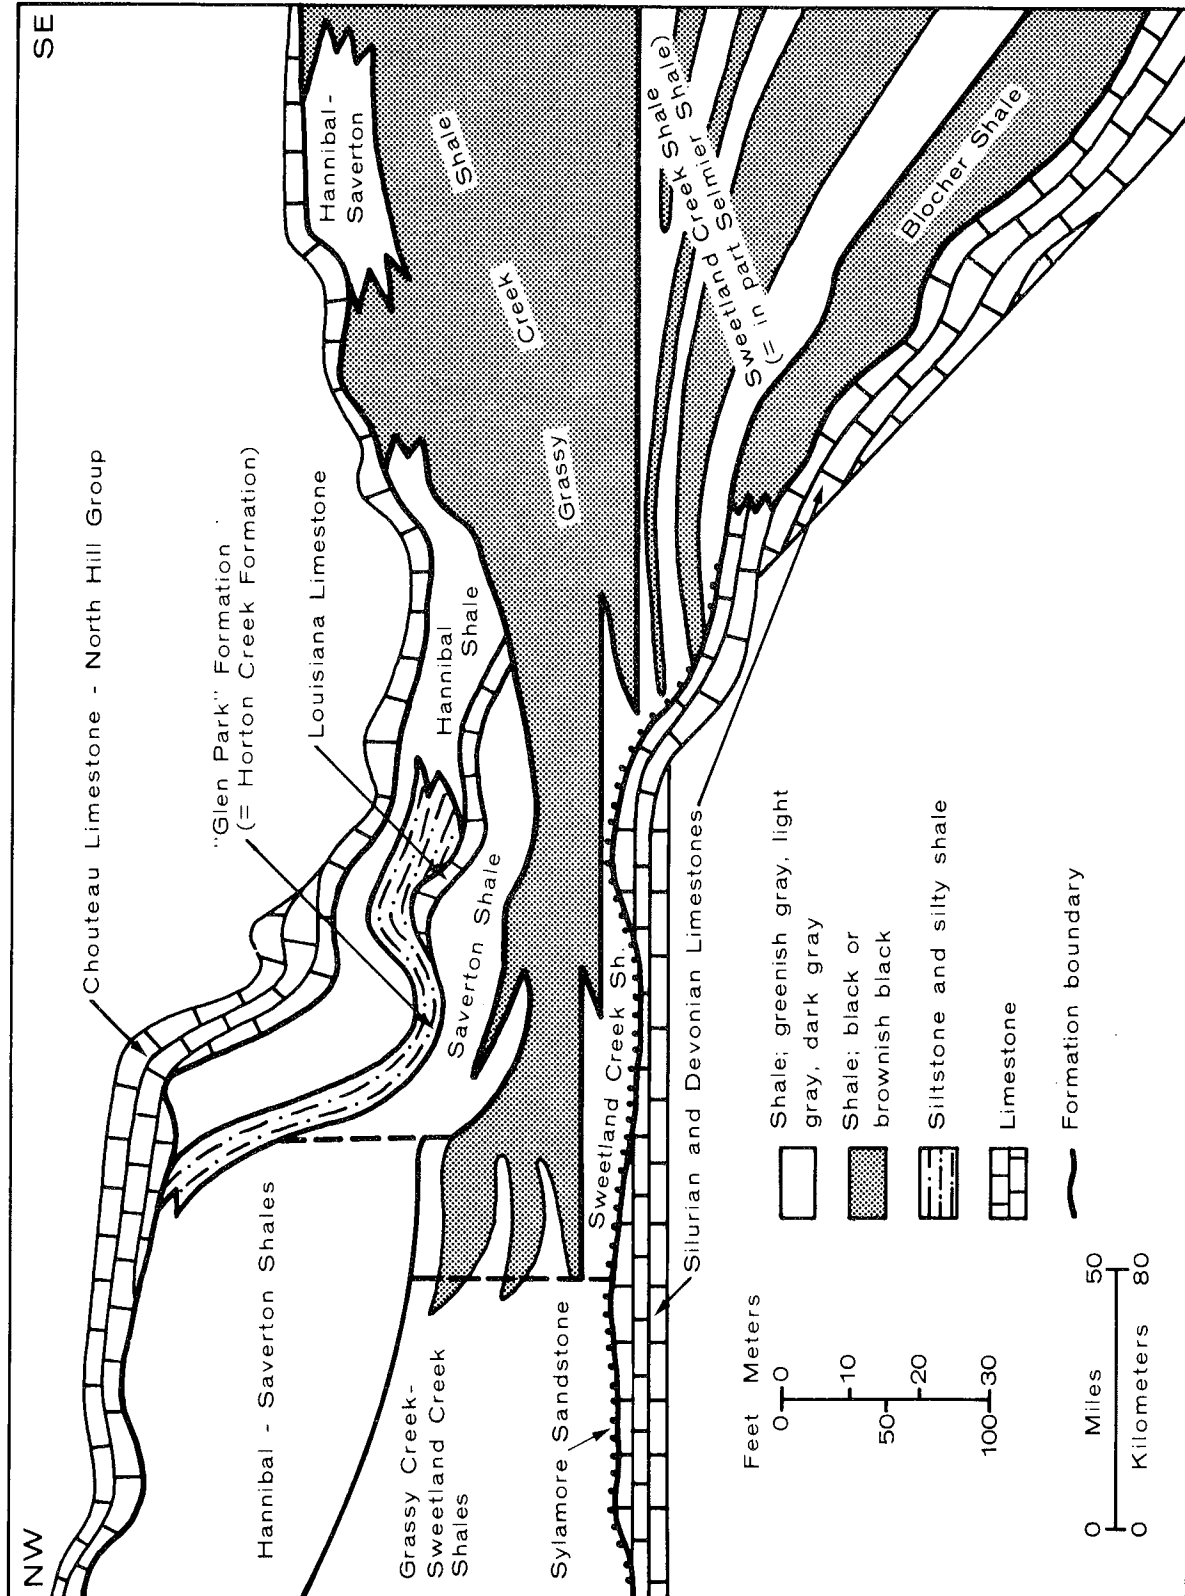 NW
SE
Chouteau Limestone - North Hill Group
"Glen Park" Formation
(= Horton Creek Formation)
Louisiana Limestone
Hannibal - Saverton Shales
Hannibal
Shale
Hannibal-
Saverton
Saverton Shale
Grassy Creek Shale
Grassy Creek-
Sweetland Creek
Shales
Sweetland Creek Sh.
Sweetland Creek Shale
(= in part Selmier Shale)
Blocher Shale
Sylamore Sandstone
Silurian and Devonian Limestones
Feet Meters
0 0
10
50
20
100 30
Miles
0 50
0 80
Kilometers
Shale; greenish gray, light
gray, dark gray
Shale; black or
brownish black
Siltstone and silty shale
Limestone
Formation boundary